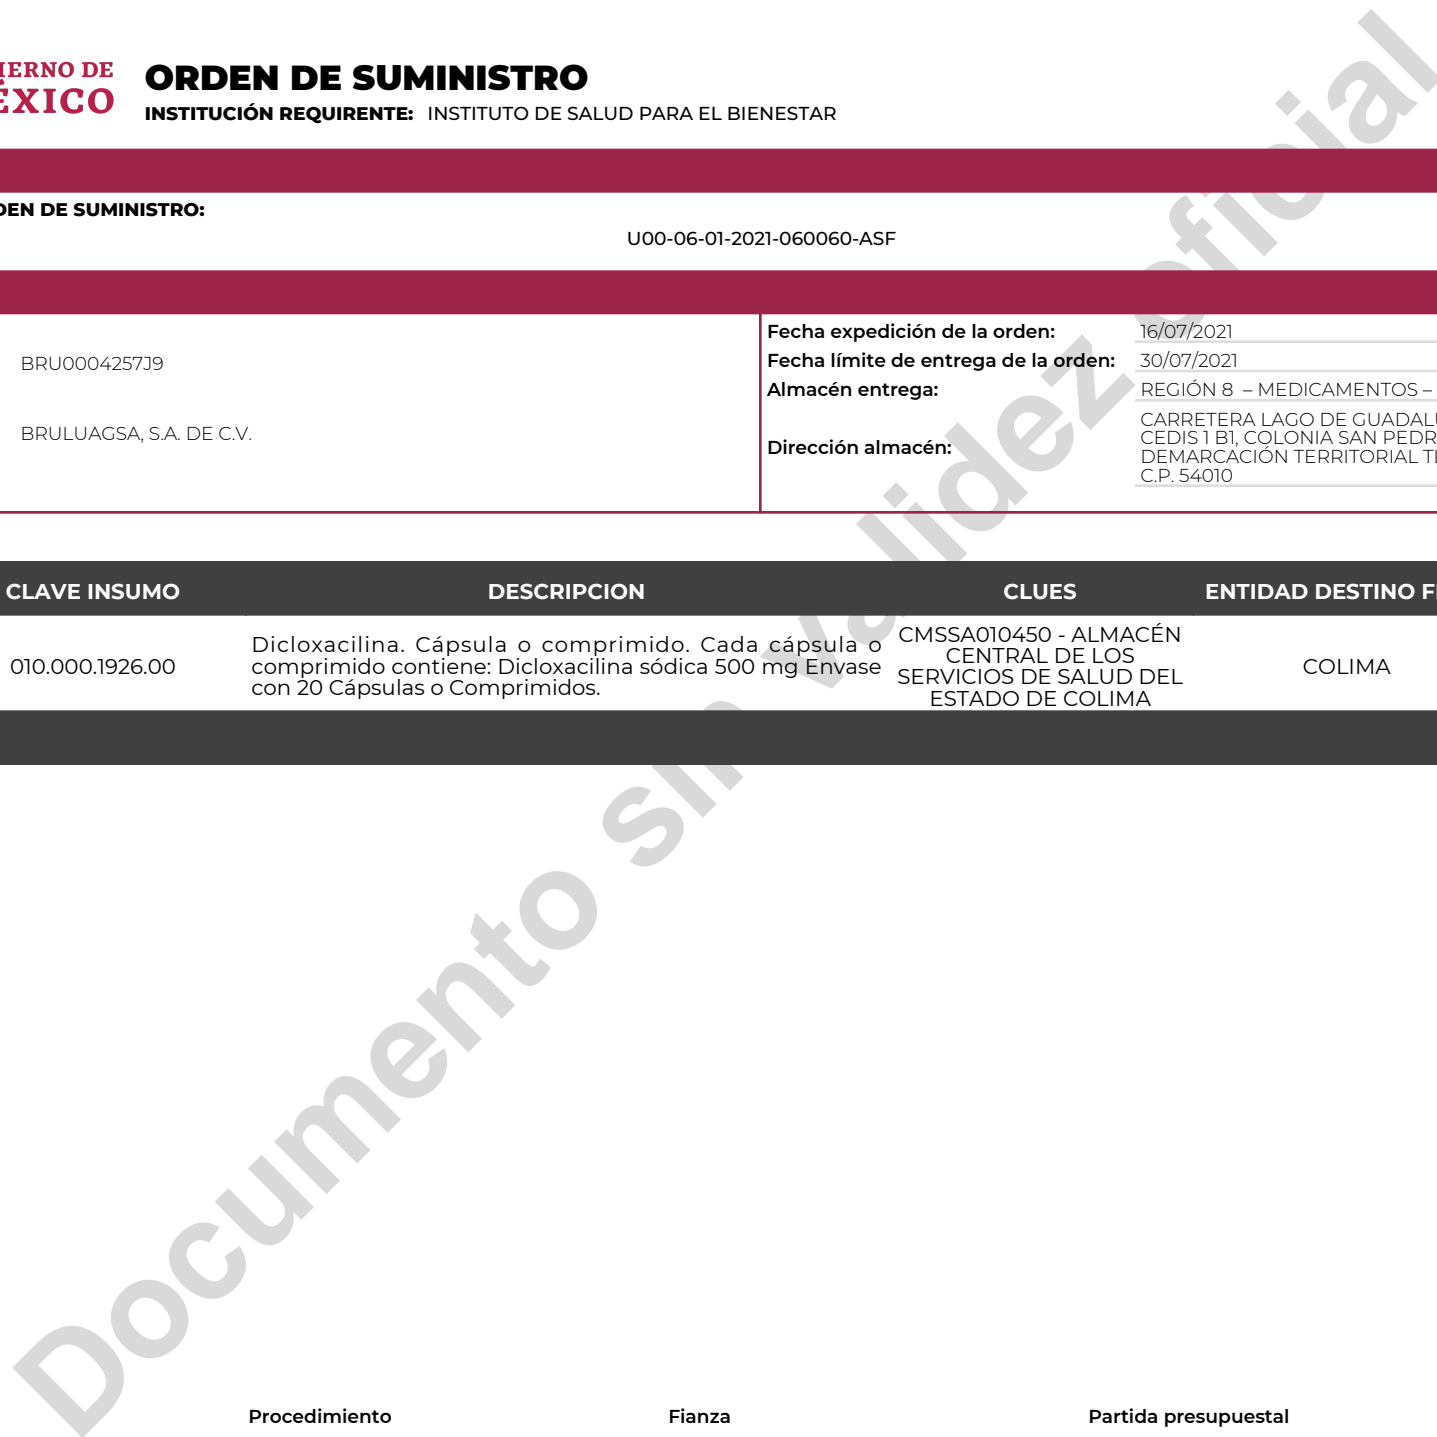 IERNO DE
ÉXICO
ORDEN DE SUMINISTRO
INSTITUCIÓN REQUIRENTE: INSTITUTO DE SALUD PARA EL BIENESTAR
DEN DE SUMINISTRO:
U00-06-01-2021-060060-ASF
BRU0004257J9
BRULUAGSA, S.A. DE C.V.
Fecha expedición de la orden: 16/07/2021
Fecha límite de entrega de la orden: 30/07/2021
Almacén entrega: REGIÓN 8 – MEDICAMENTOS –
Dirección almacén:
CARRETERA LAGO DE GUADALU
CEDIS 1 B1, COLONIA SAN PEDR
DEMARCACIÓN TERRITORIAL TL
C.P. 54010
CLAVE INSUMO DESCRIPCION CLUES ENTIDAD DESTINO FI
010.000.1926.00
Dicloxacilina. Cápsula o comprimido. Cada cápsula o
comprimido contiene: Dicloxacilina sódica 500 mg Envase
con 20 Cápsulas o Comprimidos.
CMSSA010450 - ALMACÉN
CENTRAL DE LOS
SERVICIOS DE SALUD DEL
ESTADO DE COLIMA
COLIMA
Documento sin validez oficial
Procedimiento Fianza Partida presupuestal